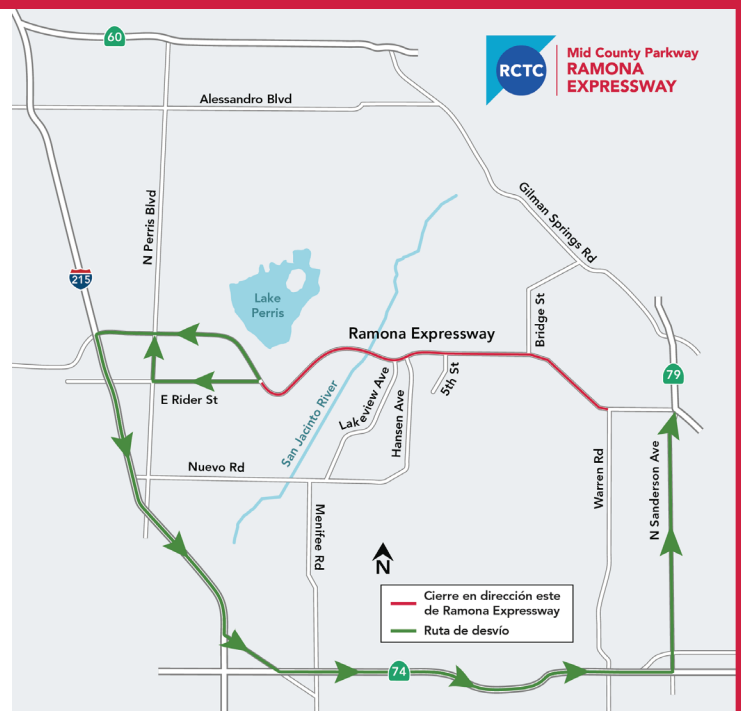 60
RCTC
Mid County Parkway
RAMONA
EXPRESSWAY
Alessandro Blvd
N Perris Blvd
Gilman Springs Rd
215
Lake
Perris
Bridge St
Ramona Expressway
79
5th St
E Rider St
Lakeview Ave
Hansen Ave
San Jacinto River
Nuevo Rd
Warren Rd
N Sanderson Ave
Menifee Rd
N
Cierre en dirección este
de Ramona Expressway
Ruta de desvío
74